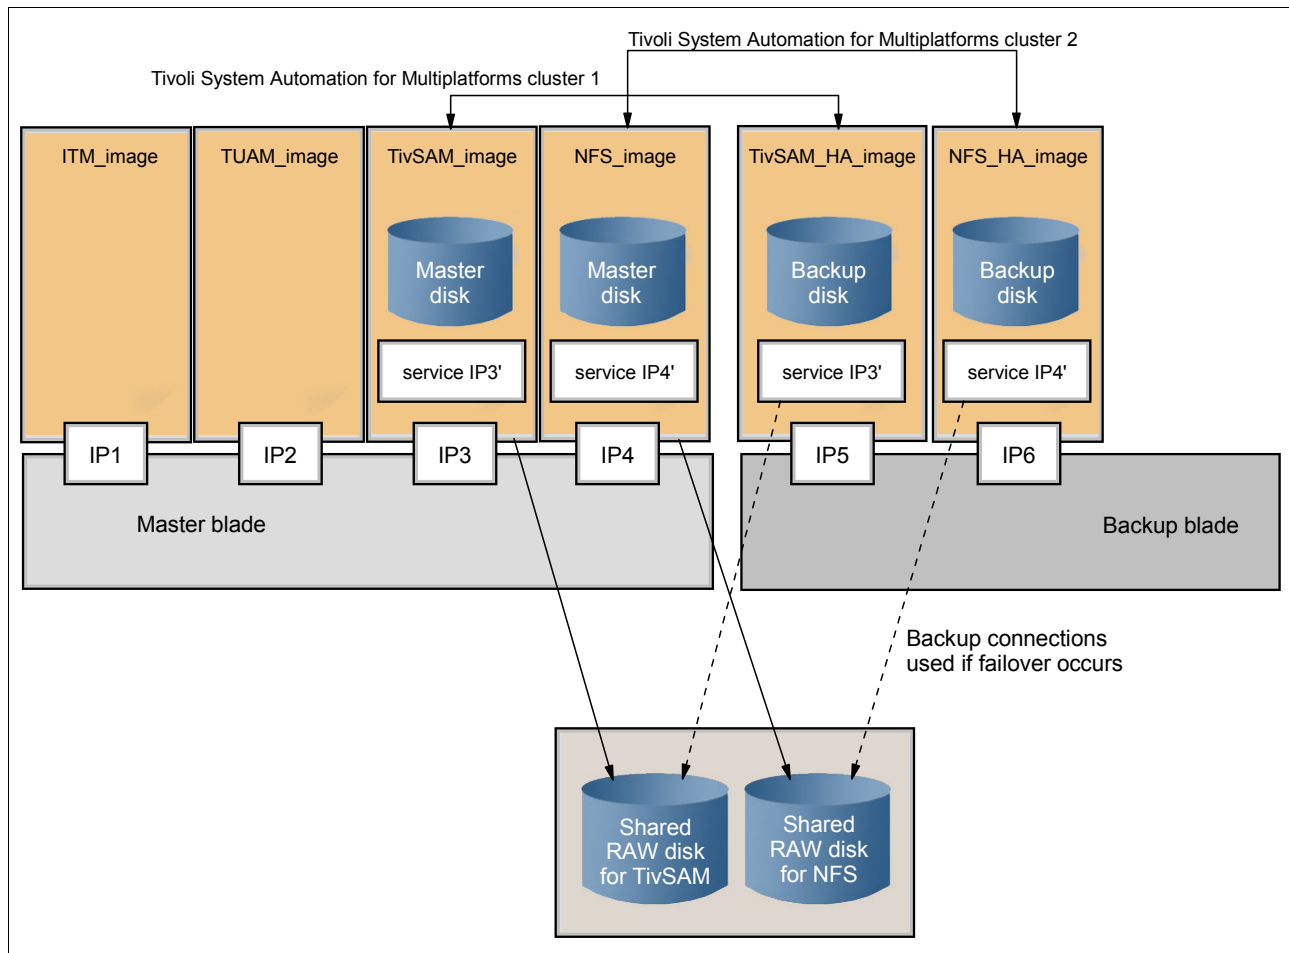 Tivoli System Automation for Multiplatforms cluster 2
Tivoli System Automation for Multiplatforms cluster 1
ITM_image
TUAM_image
TivSAM_image
NFS_image
TivSAM_HA_image
NFS_HA_image
Master
disk
Master
disk
Backup
disk
Backup
disk
service IP3'
service IP4'
service IP3'
service IP4'
IP1
IP2
IP3
IP4
IP5
IP6
Master blade
Backup blade
Backup connections
used if failover occurs
Shared
RAW disk
for TivSAM
Shared
RAW disk
for NFS